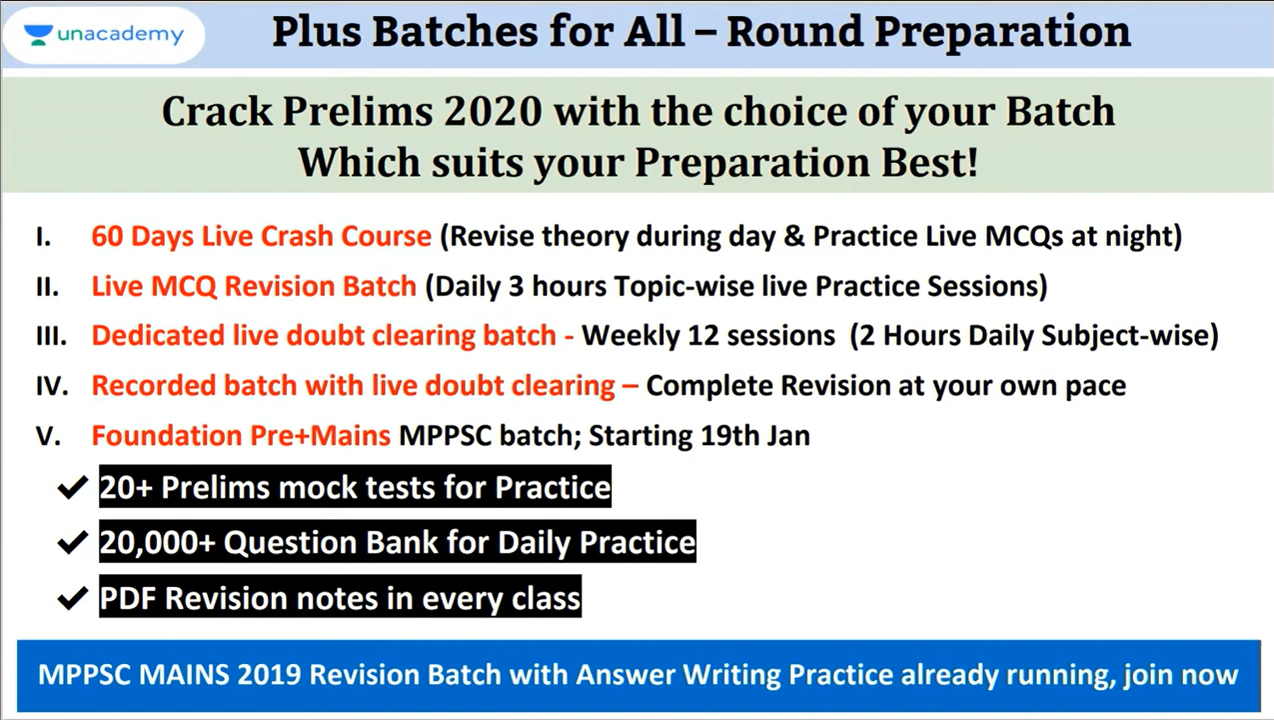 unacademy
Plus Batches for All – Round Preparation
Crack Prelims 2020 with the choice of your Batch
Which suits your Preparation Best!
I. 60 Days Live Crash Course (Revise theory during day & Practice Live MCQs at night)
II. Live MCQ Revision Batch (Daily 3 hours Topic-wise live Practice Sessions)
III. Dedicated live doubt clearing batch - Weekly 12 sessions (2 Hours Daily Subject-wise)
IV. Recorded batch with live doubt clearing – Complete Revision at your own pace
V. Foundation Pre+Mains MPPSC batch; Starting 19th Jan
✓ 20+ Prelims mock tests for Practice
✓ 20,000+ Question Bank for Daily Practice
✓ PDF Revision notes in every class
MPPSC MAINS 2019 Revision Batch with Answer Writing Practice already running, join now